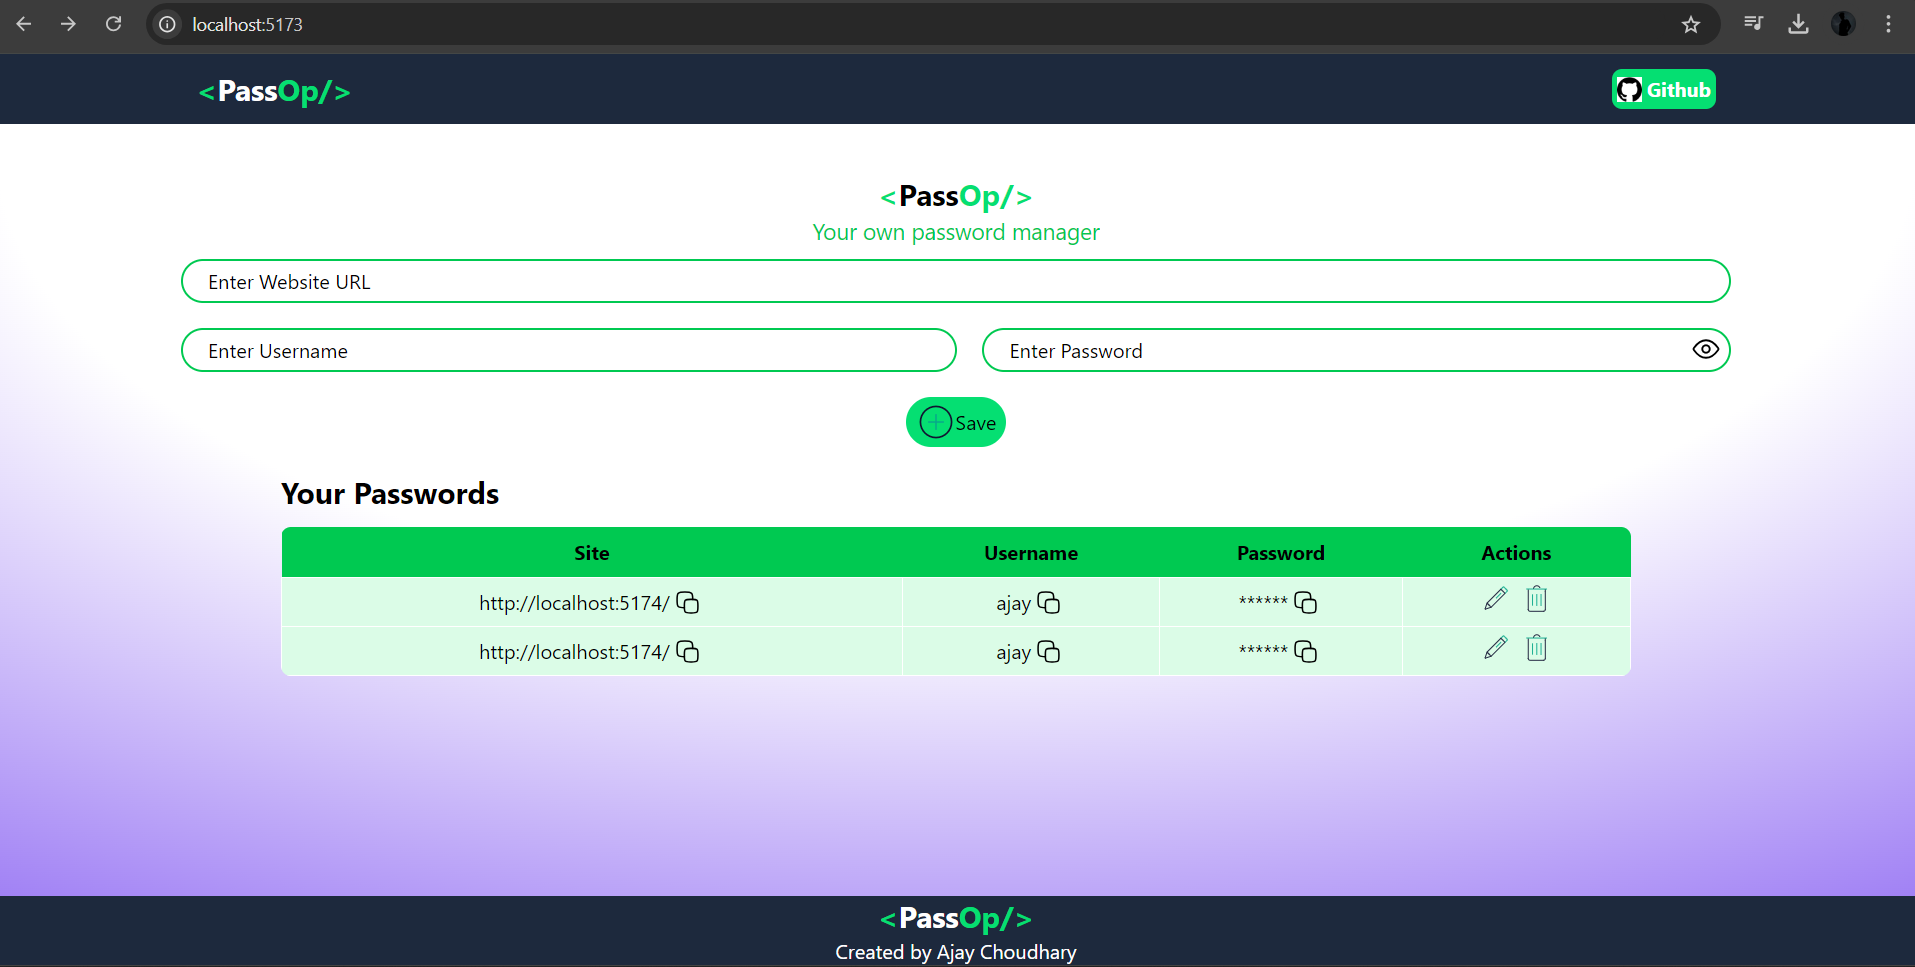 localhost:5173
<PassOp/>
Github
<PassOp/>
Your own password manager
Enter Website URL
Enter Username Enter Password
Save
Your Passwords
Site Username Password Actions
http://localhost:5174/ ajay ******
http://localhost:5174/ ajay ******
<PassOp/>
Created by Ajay Choudhary